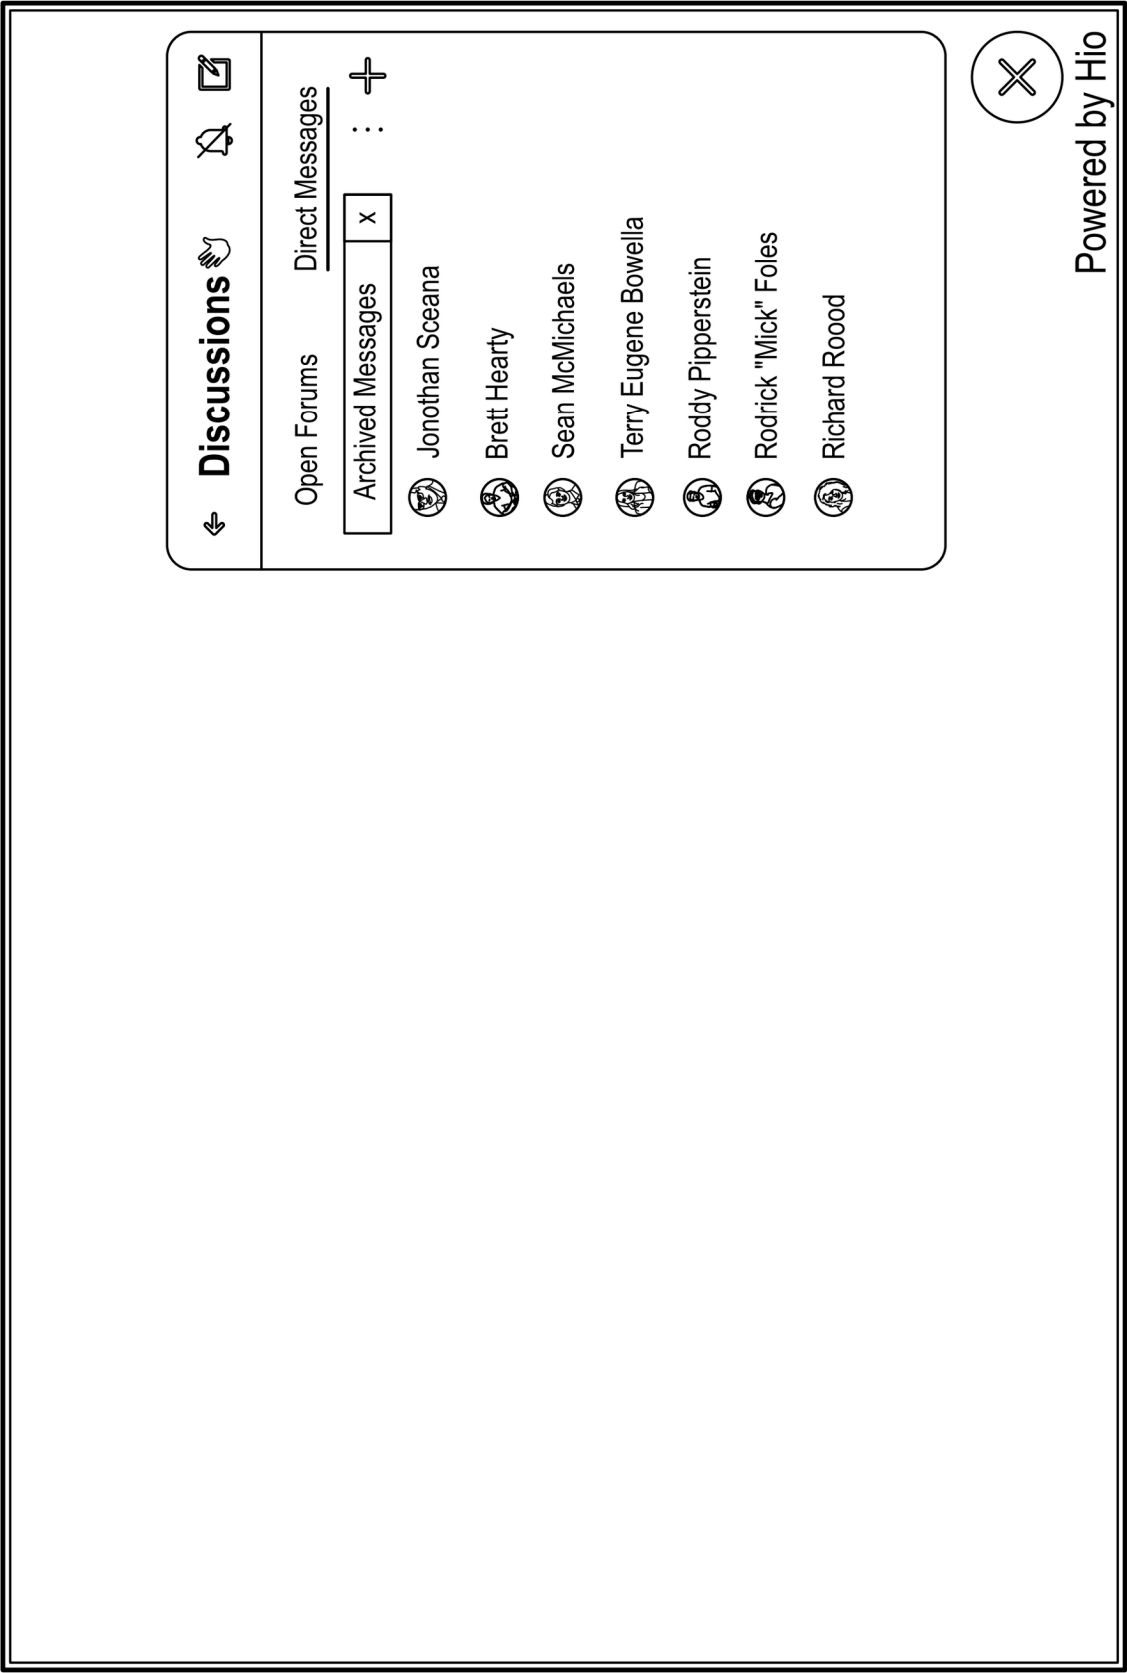 Discussions
Open Forums Direct Messages
Archived Messages x
Jonothan Sceana
Brett Hearty
Sean McMichaels
Terry Eugene Bowella
Roddy Pipperstein
Rodrick "Mick" Foles
Richard Roood
Powered by Hio